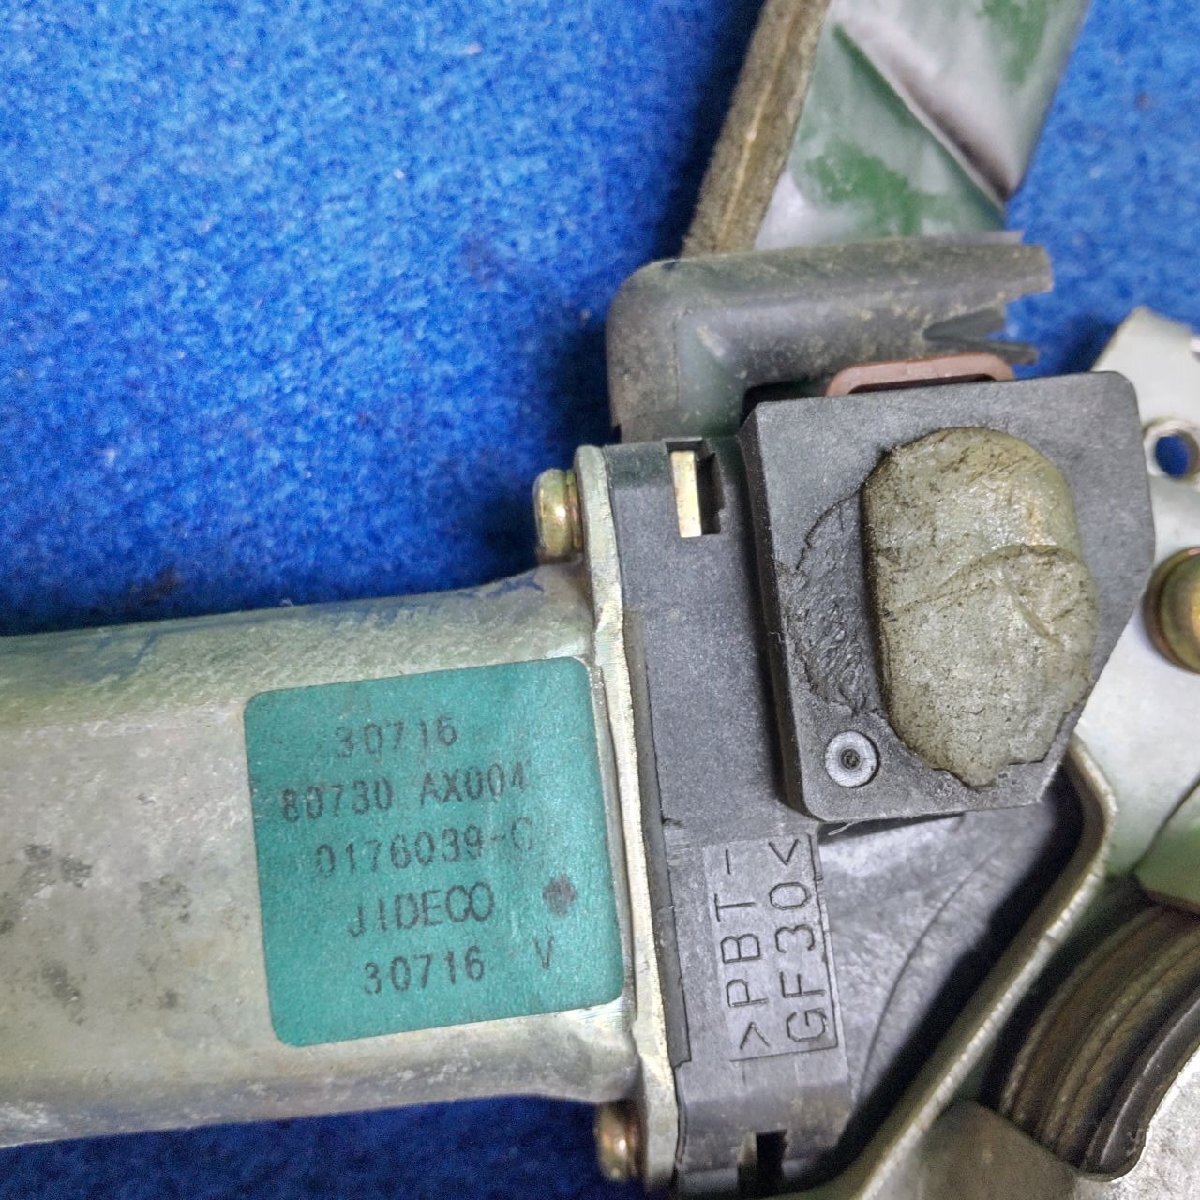 30716
80730 AX004
0176039-C
JIDECO
30716 V
>PBT-
GF30<